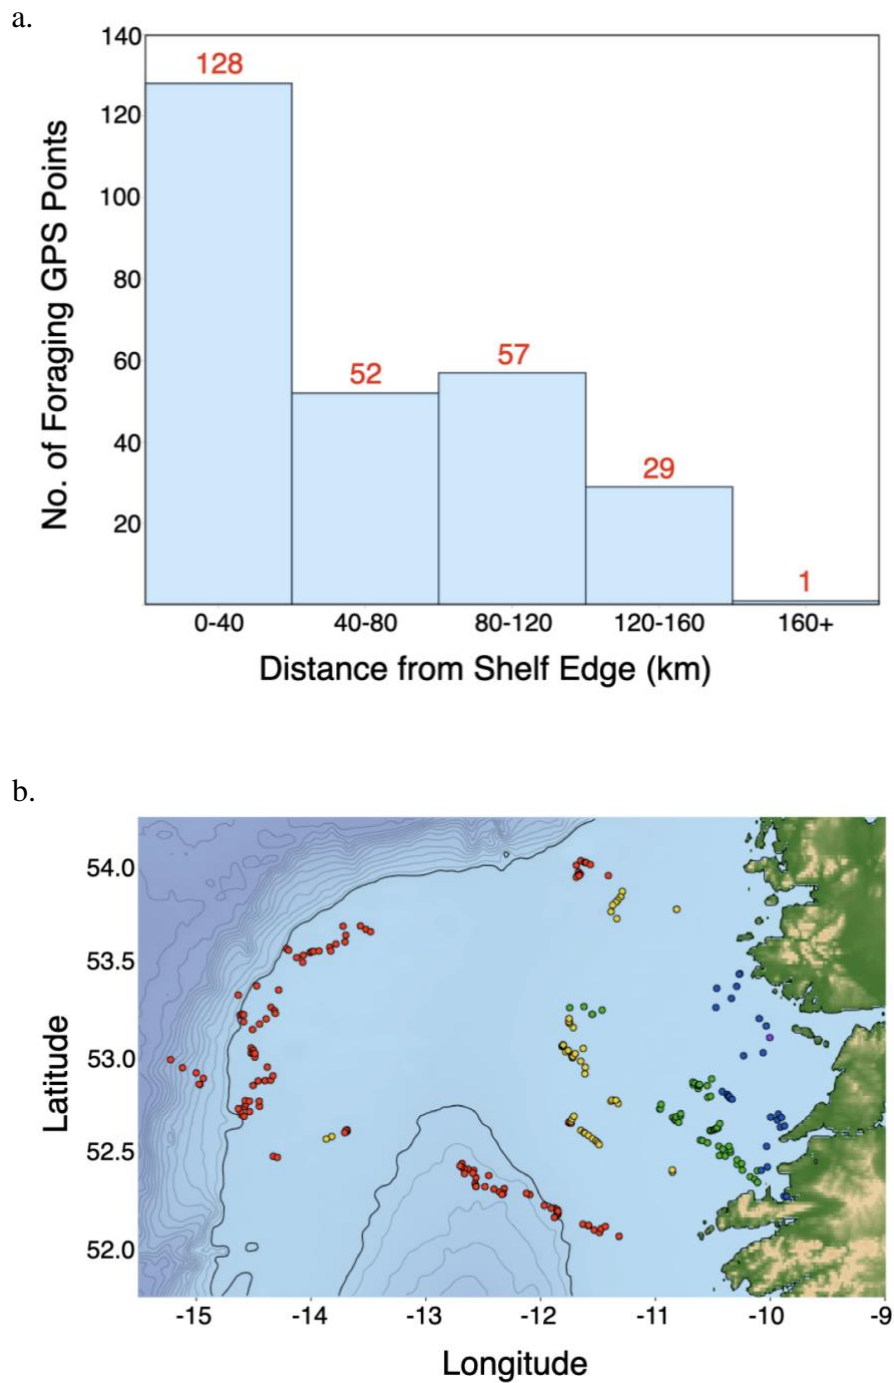 a.
No. of Foraging GPS Points
140
120
100
80
60
40
20
128
52
57
29
1
0-40 40-80 80-120 120-160 160+
Distance from Shelf Edge (km)
b.
Latitude
54.0
53.5
53.0
52.5
52.0
-15 -14 -13 -12 -11 -10 -9
Longitude